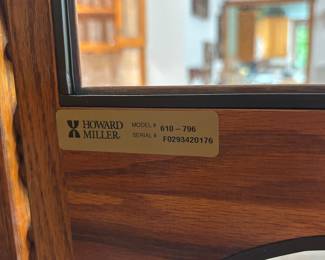 HOWARD MILLER MODEL # 610-796
SERIAL # F0293420176